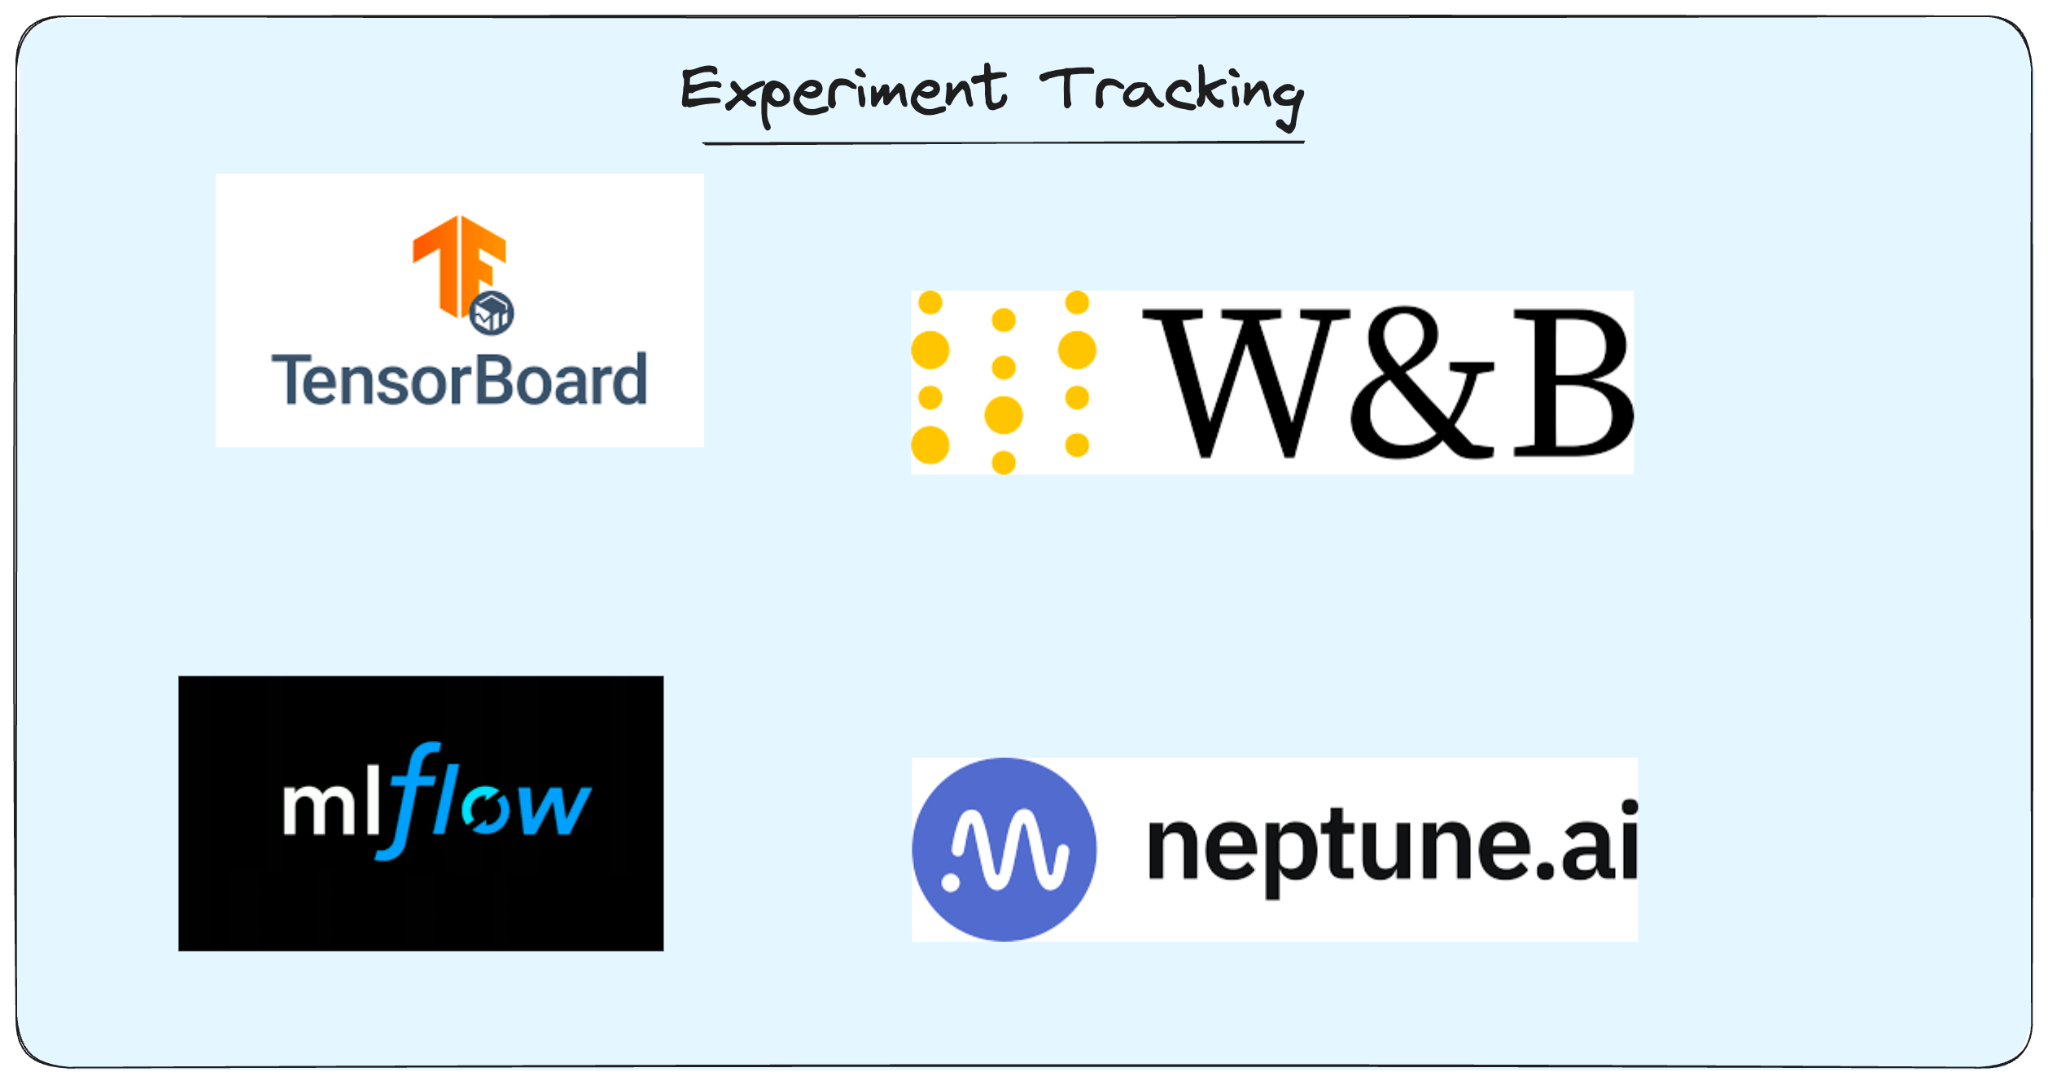 Experiment Tracking
TensorBoard
W&B
mlflow
neptune.ai